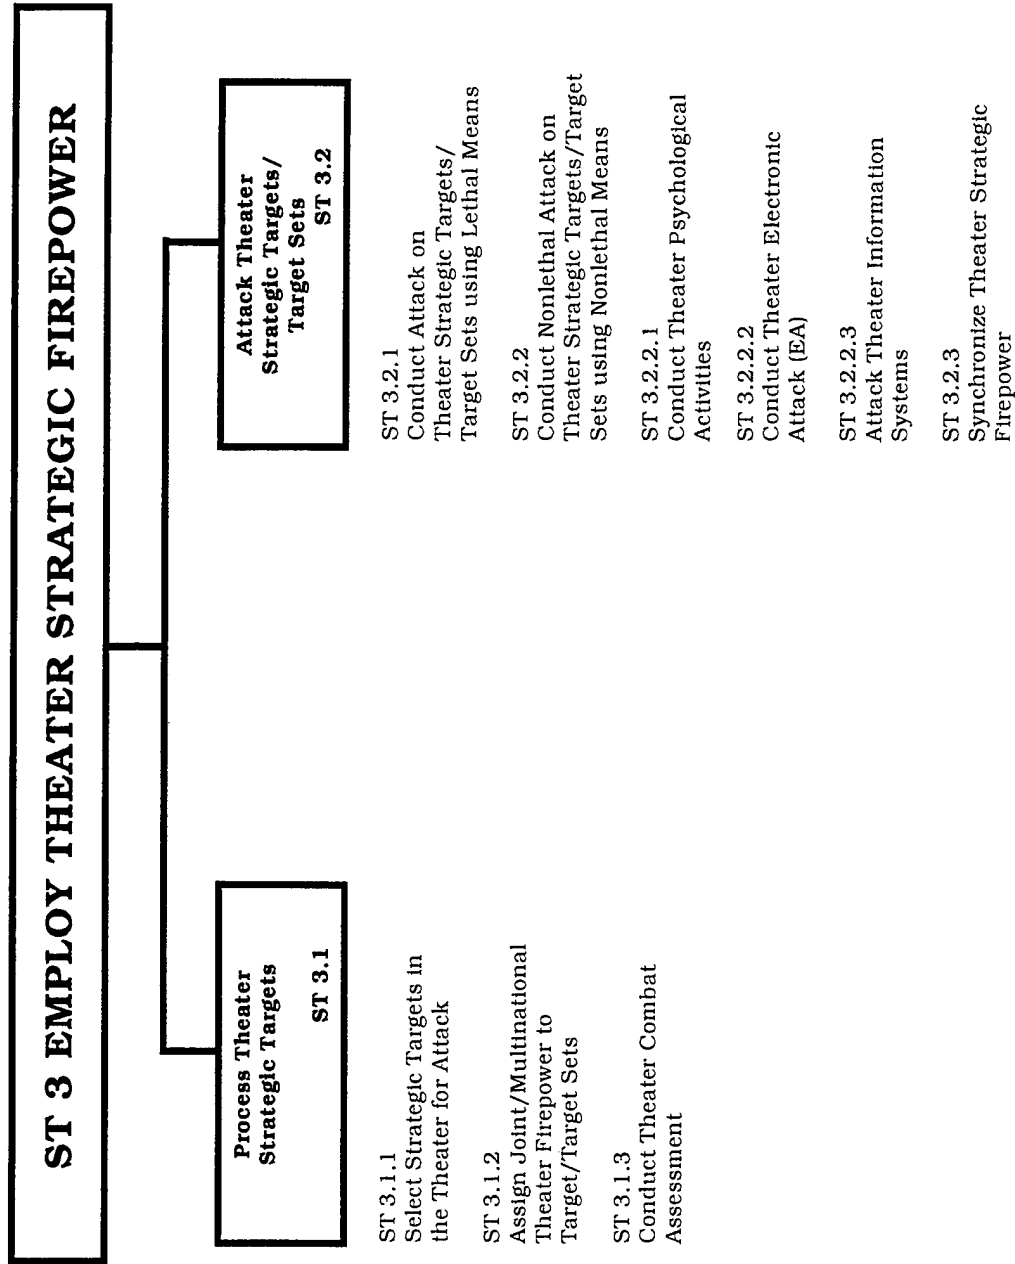 ST 3 EMPLOY THEATER STRATEGIC FIREPOWER
Process Theater
Strategic Targets
ST 3.1
ST 3.1.1
Select Strategic Targets in
the Theater for Attack
ST 3.1.2
Assign Joint/Multinational
Theater Firepower to
Target/Target Sets
ST 3.1.3
Conduct Theater Combat
Assessment
Attack Theater
Strategic Targets/
Target Sets
ST 3.2
ST 3.2.1
Conduct Attack on
Theater Strategic Targets/
Target Sets using Lethal Means
ST 3.2.2
Conduct Nonlethal Attack on
Theater Strategic Targets/Target
Sets using Nonlethal Means
ST 3.2.2.1
Conduct Theater Psychological
Activities
ST 3.2.2.2
Conduct Theater Electronic
Attack (EA)
ST 3.2.2.3
Attack Theater Information
Systems
ST 3.2.3
Synchronize Theater Strategic
Firepower